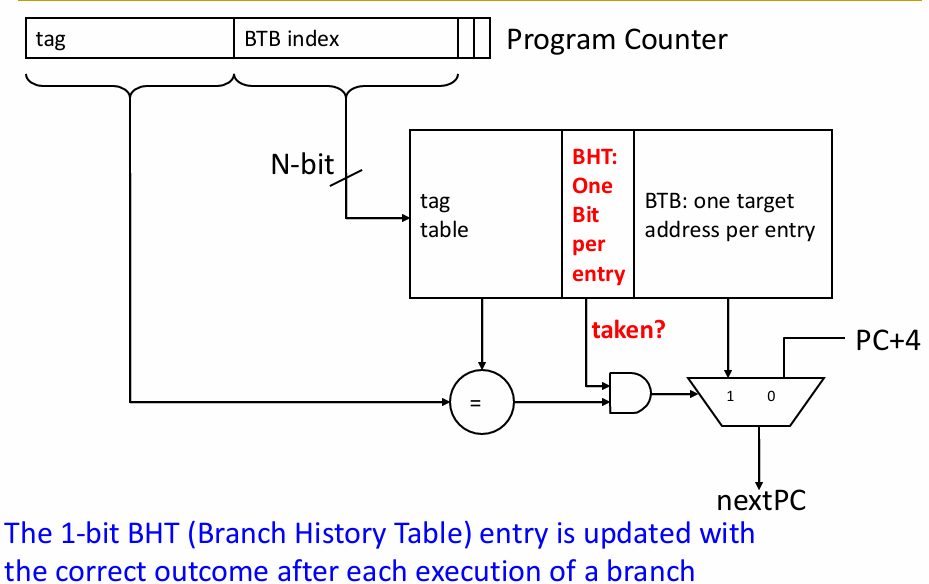 tag
BTB index
Program Counter
N-bit
tag
table
BHT:
One
Bit
per
entry
BTB: one target
address per entry
taken?
PC+4
=
1
0
nextPC
The 1-bit BHT (Branch History Table) entry is updated with
the correct outcome after each execution of a branch